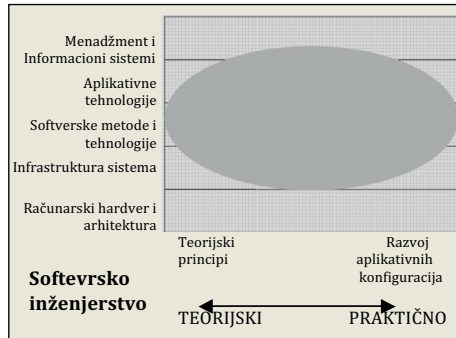 Menadžment i
Informacioni sistemi
Aplikativne
tehnologije
Softverske metode i
tehnologije
Infrastruktura sistema
Računarski hardver i
arhitektura
Teorijski
principi
Razvoj
aplikativnih
konfiguracija
Softevrsko
inženjerstvo
TEORIJSKI
PRAKTIČNO